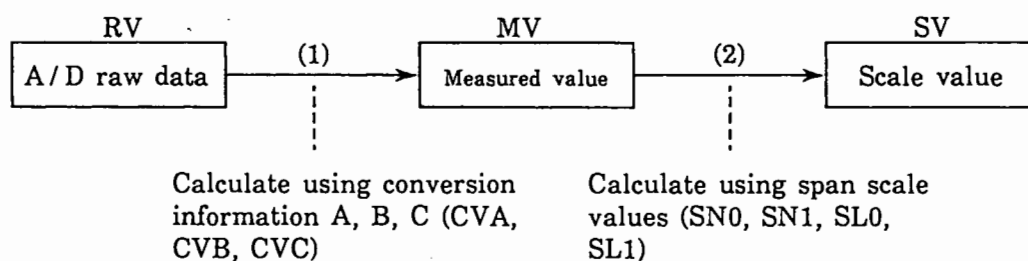 RV
MV
SV
(1)
(2)
A/D raw data
Measured value
Scale value
Calculate using conversion
information A, B, C (CVA,
CVB, CVC)
Calculate using span scale
values (SN0, SN1, SL0,
SL1)